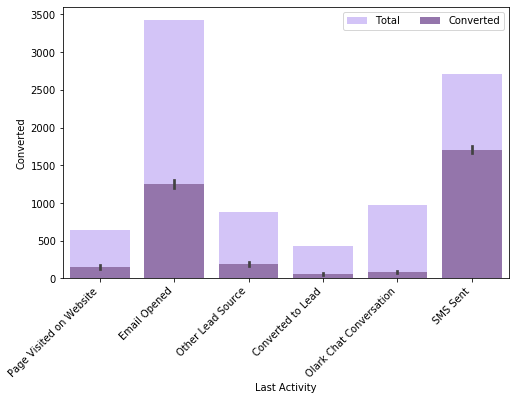 Total
Converted
3500
3000
2500
2000
1500
1000
500
0
Converted
Page Visited on Website
Email Opened
Other Lead Source
Converted to Lead
Olark Chat Conversation
SMS Sent
Last Activity